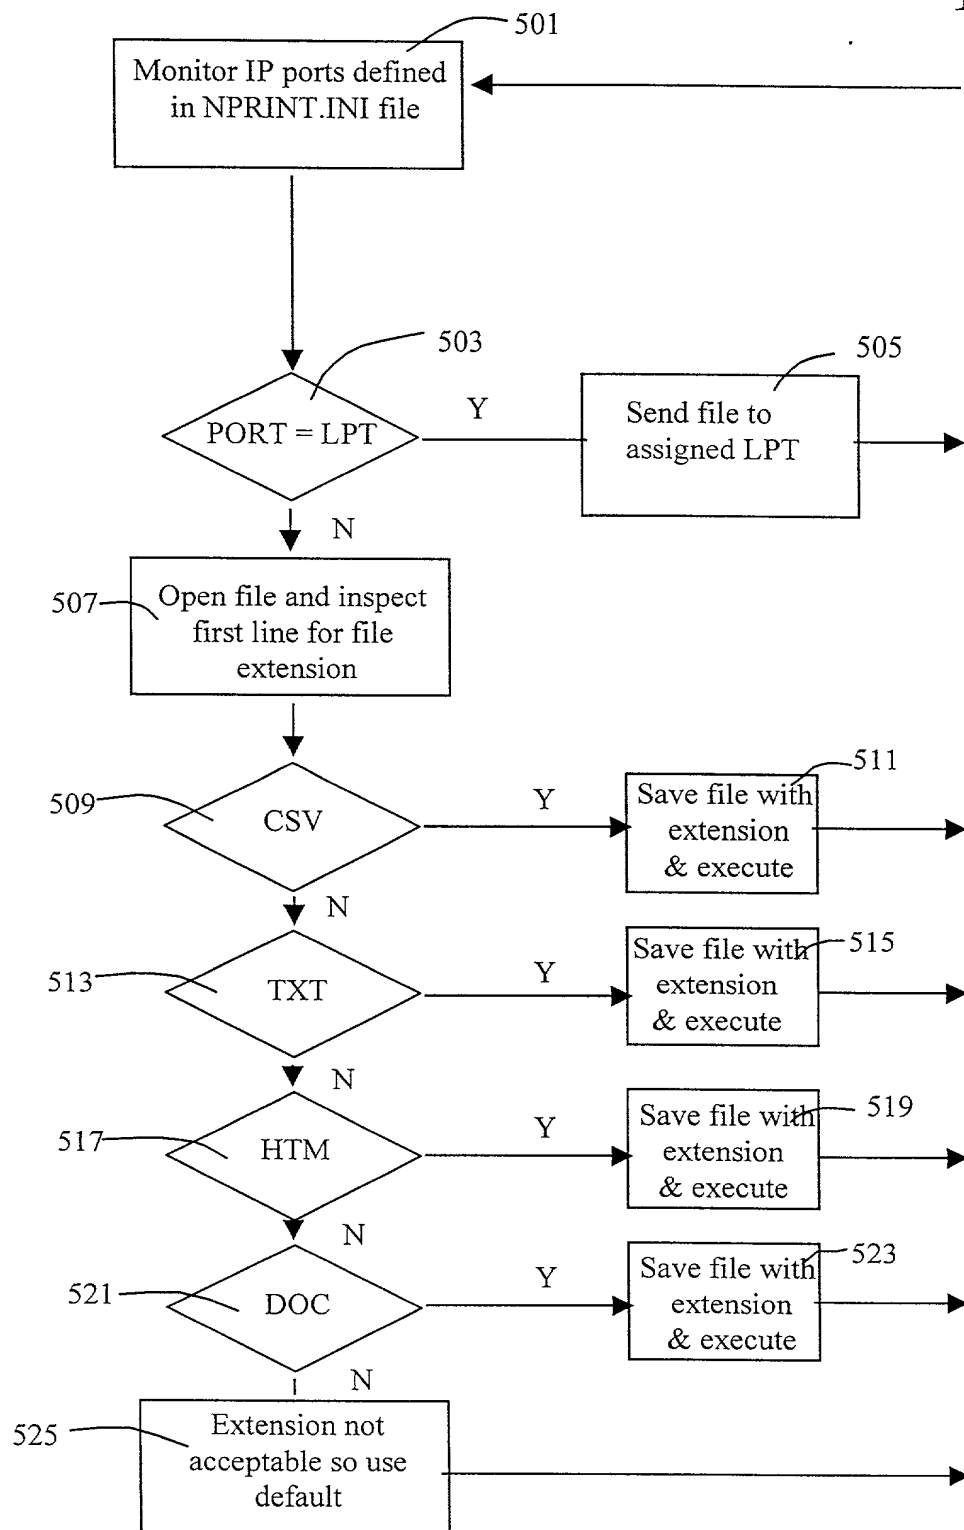 501
Monitor IP ports defined
in NPRINT.INI file
503
PORT = LPT
Y
505
Send file to
assigned LPT
N
507
Open file and inspect
first line for file
extension
509
CSV
Y
511
Save file with
extension
& execute
N
513
TXT
Y
515
Save file with
extension
& execute
N
517
HTM
Y
519
Save file with
extension
& execute
N
521
DOC
Y
523
Save file with
extension
& execute
N
525
Extension not
acceptable so use
default